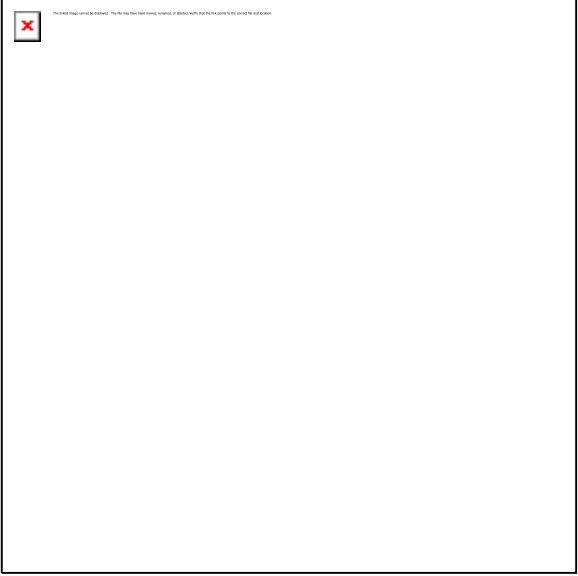 The linked image cannot be displayed.  The file may have been moved, renamed, or deleted. Verify that the link points to the correct file and location.